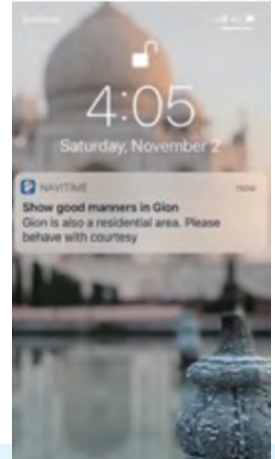 4:05
Saturday, November 2
NAVITIME
now
Show good manners in Gion
Gion is also a residential area. Please
behave with courtesy